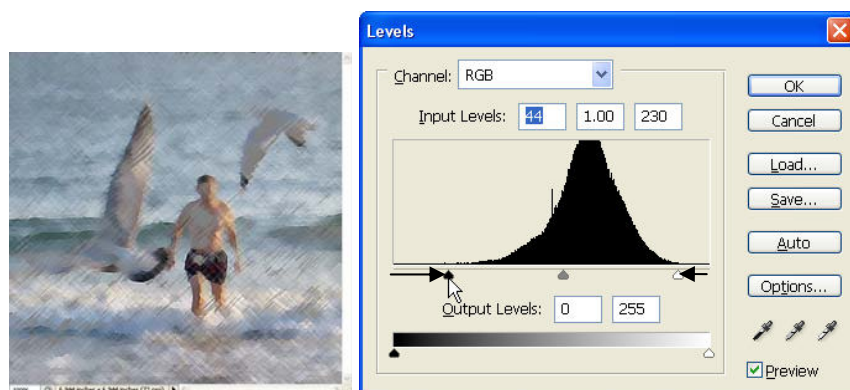 Levels
Channel: RGB
Input Levels: 44 1.00 230
Output Levels: 0 255
OK
Cancel
Load...
Save...
Auto
Options...
Preview